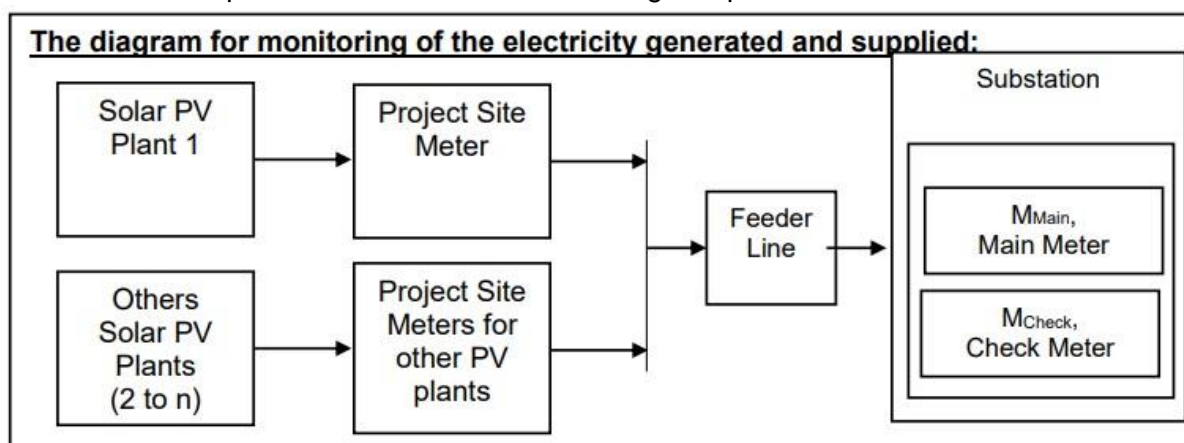 The diagram for monitoring of the electricity generated and supplied:
Solar PV
Plant 1
Project Site
Meter
Others
Solar PV
Plants
(2 to n)
Project Site
Meters for
other PV
plants
Feeder
Line
Substation
MMain,
Main Meter
MCheck,
Check Meter